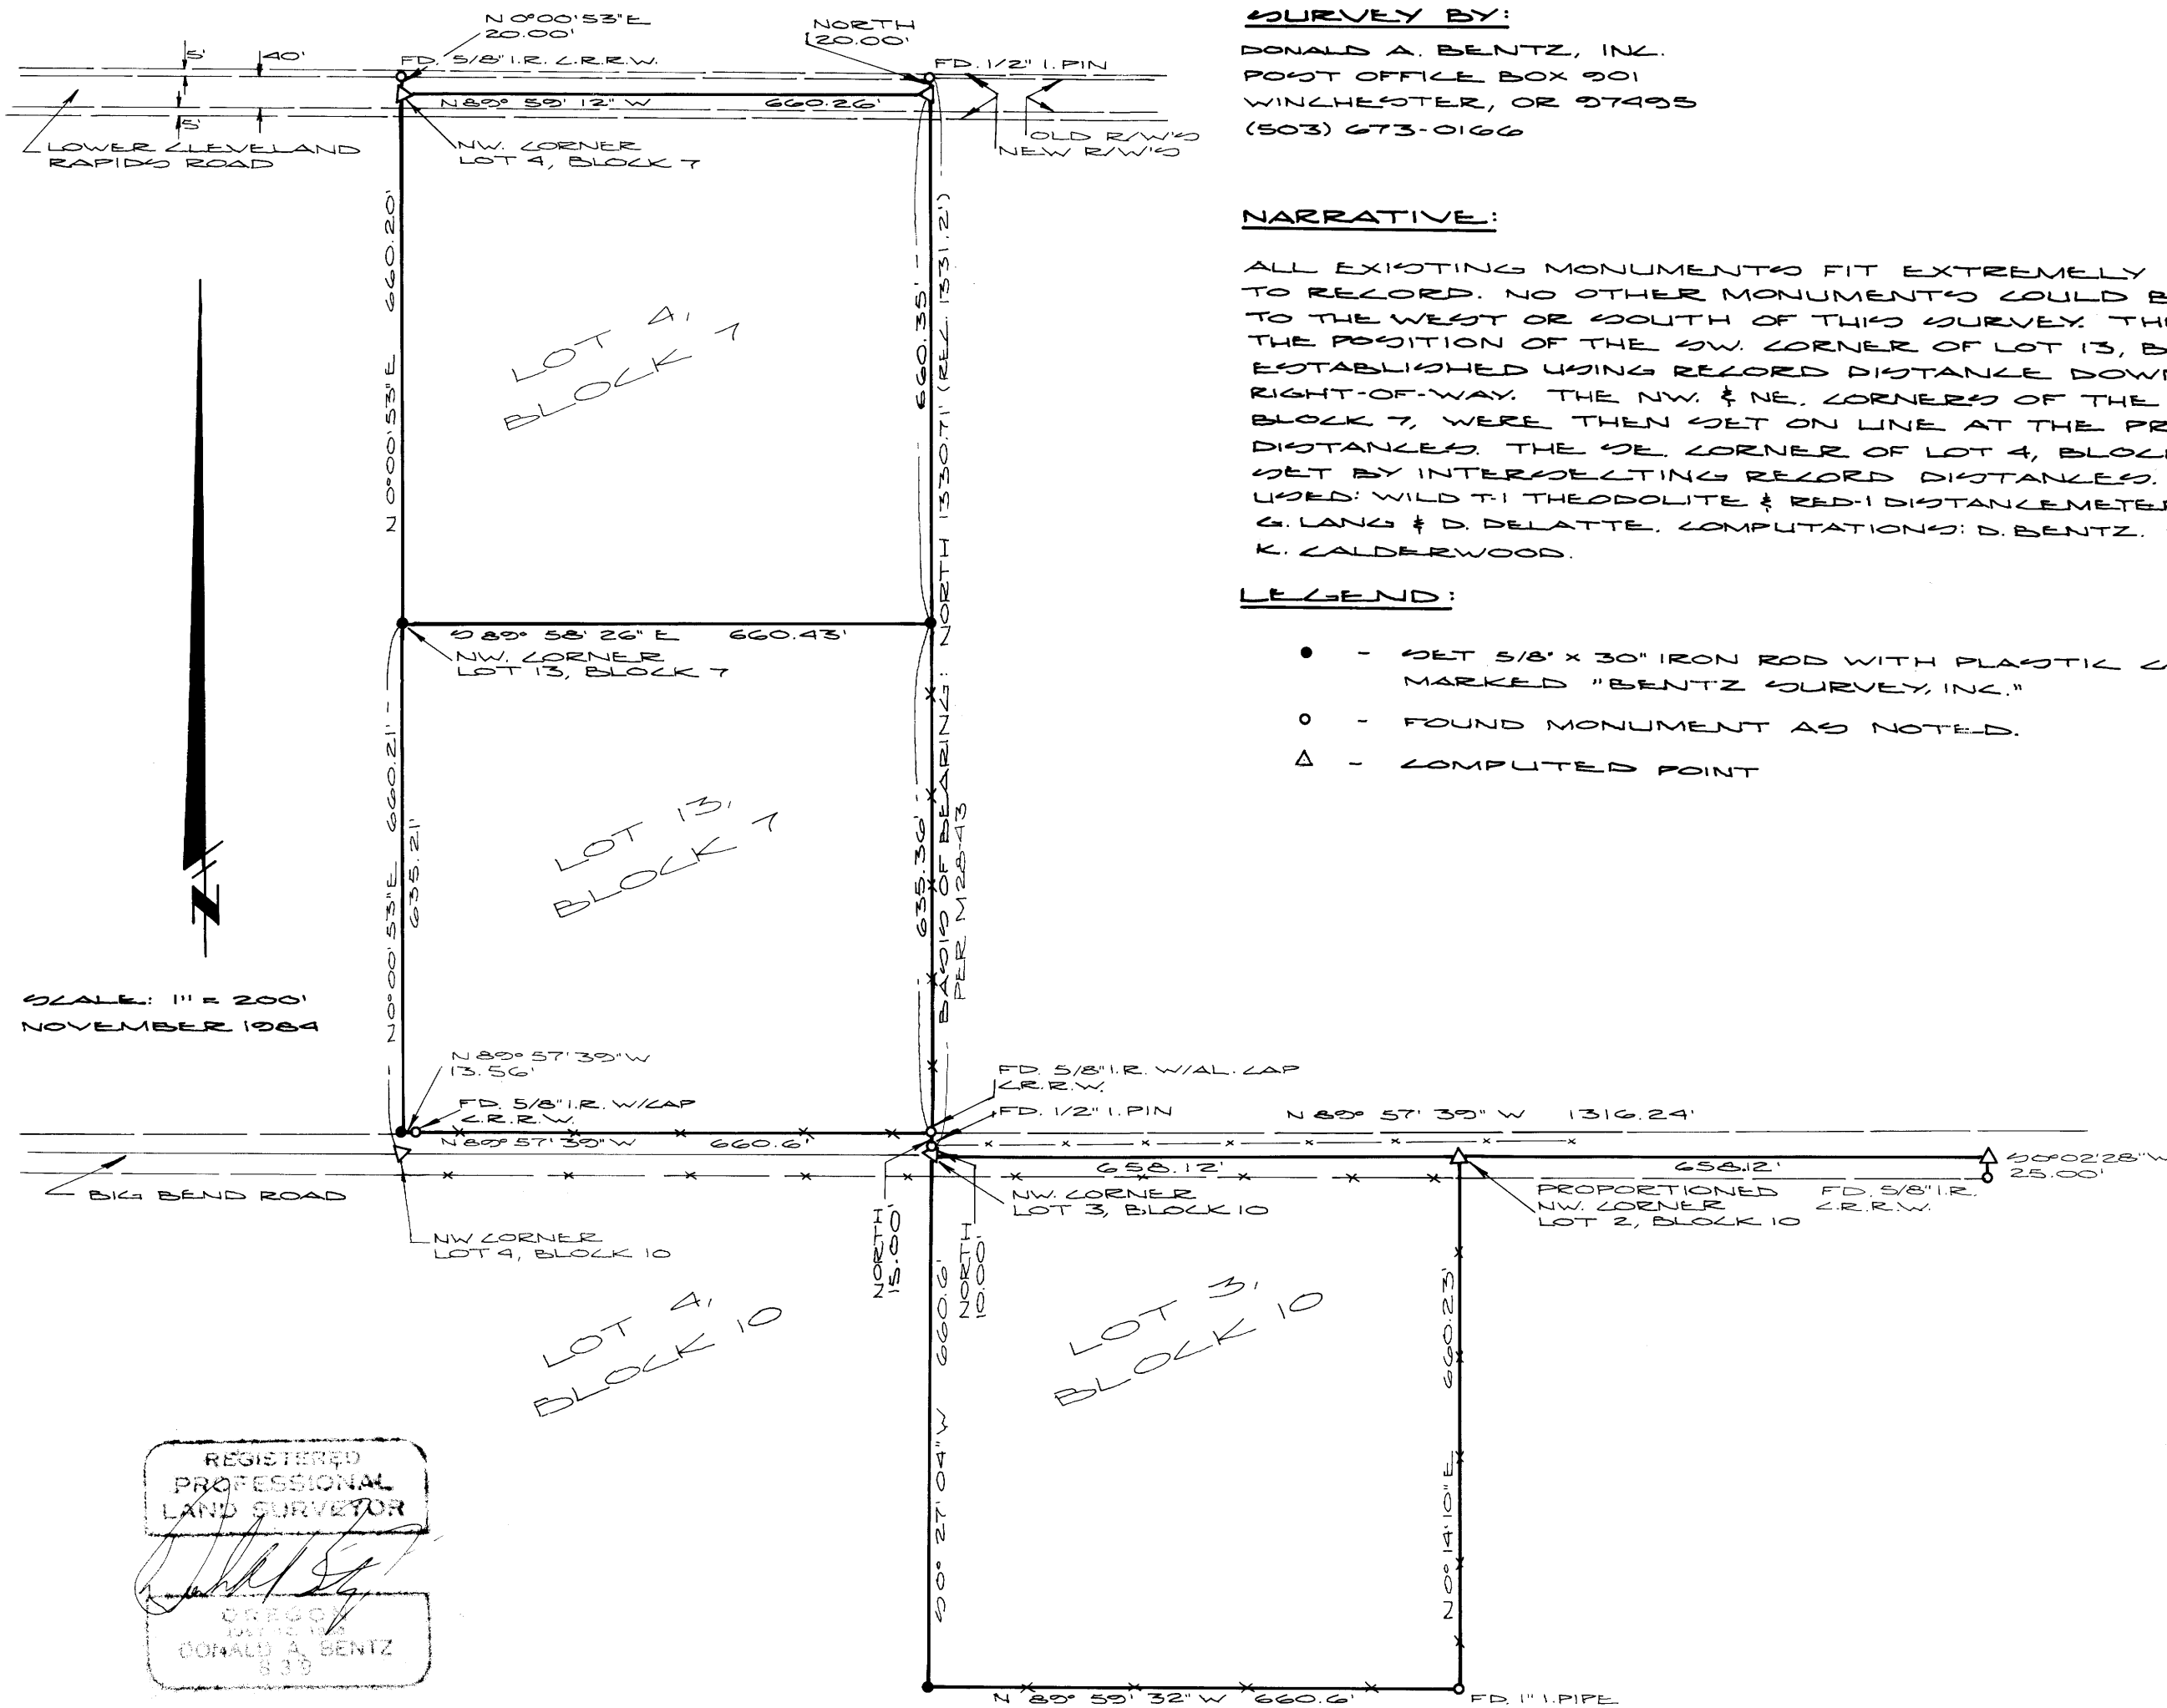 N 0°00'53"E
20.00'
NORTH
20.00'
5'
40'
FD. 5/8" I.R. C.R.R.W.
FD. 1/2" I. PIN
N 89° 59' 12" W 660.26'
5'
LOWER CLEVELAND
RAPIDS ROAD
NW. CORNER
LOT 4, BLOCK 7
OLD R/W'S
NEW R/W'S
SURVEY BY:
DONALD A. BENTZ, INC.
POST OFFICE BOX 901
WINCHESTER, OR 97495
(503) 673-0166
NARRATIVE:
ALL EXISTING MONUMENTS FIT EXTREMELY
TO RECORD. NO OTHER MONUMENTS COULD
TO THE WEST OR SOUTH OF THIS SURVEY.
THE POSITION OF THE SW. CORNER OF LOT 13,
ESTABLISHED USING RECORD DISTANCE
RIGHT-OF-WAY. THE NW. & NE. CORNERS OF THE
BLOCK 7, WERE THEN SET ON LINE AT THE
DISTANCES. THE SE. CORNER OF LOT 4,
SET BY INTERSECTING RECORD DISTANCES.
USED: WILD T-1 THEODOLITE & RED-1 DISTANCEMETER
G. LANG & D. DELATTE. COMPUTATIONS: D. BENTZ.
K. CALDERWOOD.
LEGEND:
- SET 5/8" X 30" IRON ROD WITH PLASTIC
MARKED "BENTZ SURVEY, INC."
- FOUND MONUMENT AS NOTED.
- COMPUTED POINT
N 0°00'53"E 660.20'
LOT 4,
BLOCK 7
660.35'
BASIS OF BEARING: NORTH 1330.71' (REC. 1331.2')
PER M28-43
S 89° 58' 26" E 660.43'
NW. CORNER
LOT 13, BLOCK 7
N 0°00'53"E 660.21'
635.21'
LOT 13,
BLOCK 7
635.36'
N
SCALE: 1" = 200'
NOVEMBER 1984
N 89° 57' 39" W
13.56'
FD. 5/8" I.R. W/CAP
C.R.R.W.
N 89° 57' 39" W 660.6'
FD. 5/8" I.R. W/AL. CAP
C.R.R.W.
FD. 1/2" I. PIN
N 89° 57' 39" W 1316.24'
658.12'
658.12'
S 0°02'28" W
25.00'
BIG BEND ROAD
NW CORNER
LOT 4, BLOCK 10
NORTH
15.00'
NORTH
10.00'
NW. CORNER
LOT 3, BLOCK 10
PROPORTIONED
NW. CORNER
LOT 2, BLOCK 10
FD. 5/8" I.R.
C.R.R.W.
LOT 4,
BLOCK 10
S 0° 27' 04" W 660.6'
LOT 3,
BLOCK 10
N 0° 14' 10" E 660.23'
N 89° 59' 32" W 660.6'
FD. 1" I. PIPE
REGISTERED
PROFESSIONAL
LAND SURVEYOR
OREGON
DONALD A. BENTZ